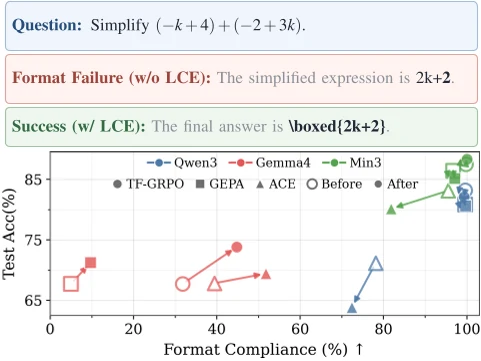 Question: Simplify (−k+4)+(−2+3k).
Format Failure (w/o LCE): The simplified expression is 2k+2.
Success (w/ LCE): The final answer is \boxed{2k+2}.
Qwen3 Gemma4 Min3
TF-GRPO GEPA ACE Before After
85
75
65
Test Acc(%)
0 20 40 60 80 100
Format Compliance (%) ↑